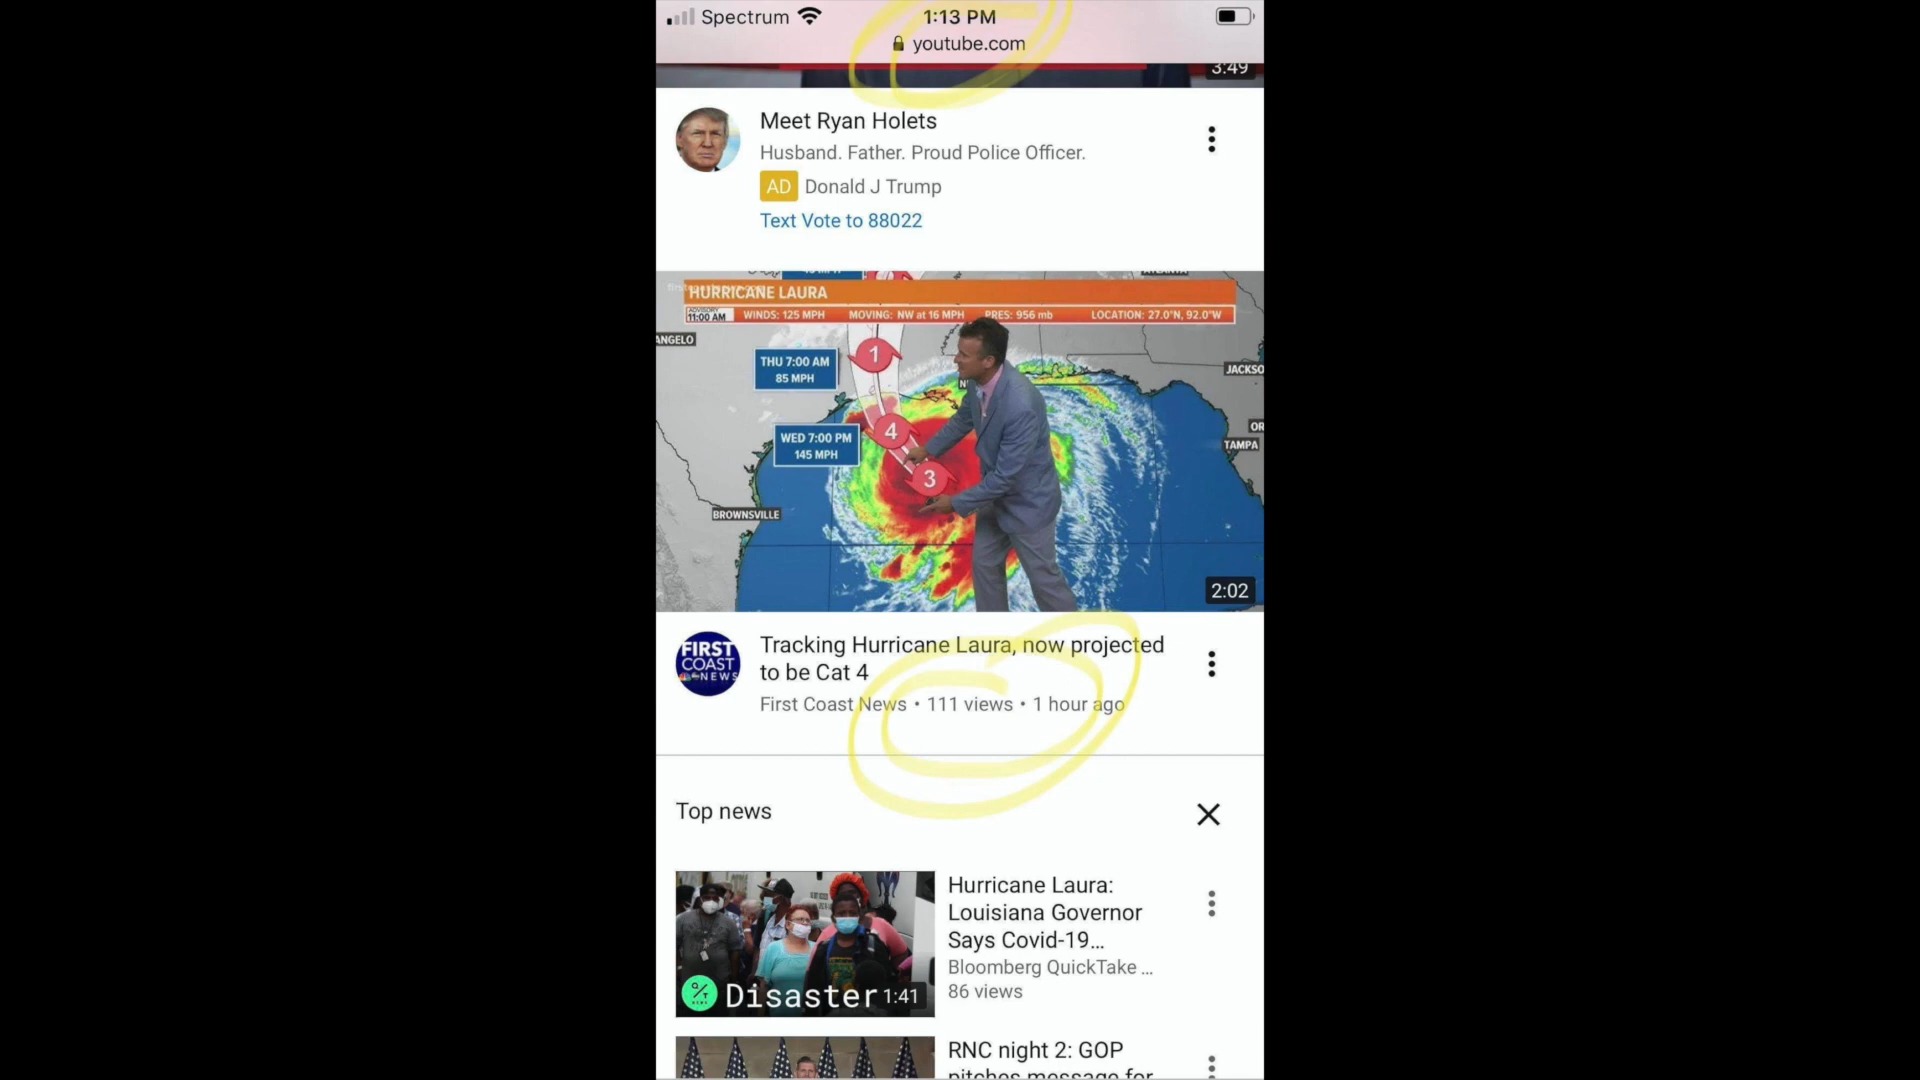 Spectrum
1:13 PM
youtube.com
3:49
Meet Ryan Holets
Husband. Father. Proud Police Officer.
AD Donald J Trump
Text Vote to 88022
HURRICANE LAURA
ADVISORY
11:00 AM WINDS: 125 MPH MOVING: NW at 16 MPH PRES: 956 mb LOCATION: 27.0°N, 92.0°W
ANGELO
1
THU 7:00 AM
85 MPH
JACKSO
4
OR
WED 7:00 PM
145 MPH
TAMPA
3
BROWNSVILLE
2:02
FIRST
COAST
NEWS
Tracking Hurricane Laura, now projected
to be Cat 4
First Coast News • 111 views • 1 hour ago
Top news
Disaster 1:41
Hurricane Laura:
Louisiana Governor
Says Covid-19...
Bloomberg QuickTake ...
86 views
RNC night 2: GOP
pitches message for